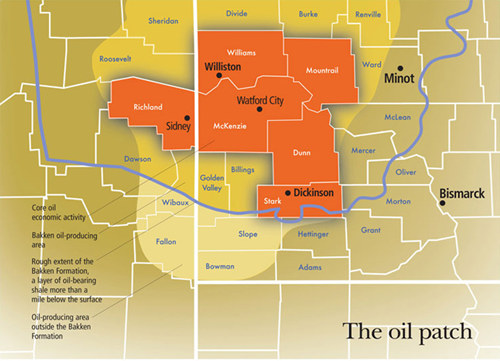 Sheridan
Divide
Burke
Renville
Roosevelt
Williams
Williston
Mountrail
Ward
Minot
Richland
Sidney
Watford City
McKenzie
McLean
Dawson
Dunn
Mercer
Golden
Valley
Billings
Oliver
Wibaux
Stark
Dickinson
Morton
Bismarck
Core oil
economic activity
Bakken oil-producing
area
Rough extent of the
Bakken Formation,
a layer of oil-bearing
shale more than a
mile below the surface
Oil-producing area
outside the Bakken
Formation
Fallon
Slope
Hettinger
Grant
Bowman
Adams
The oil patch